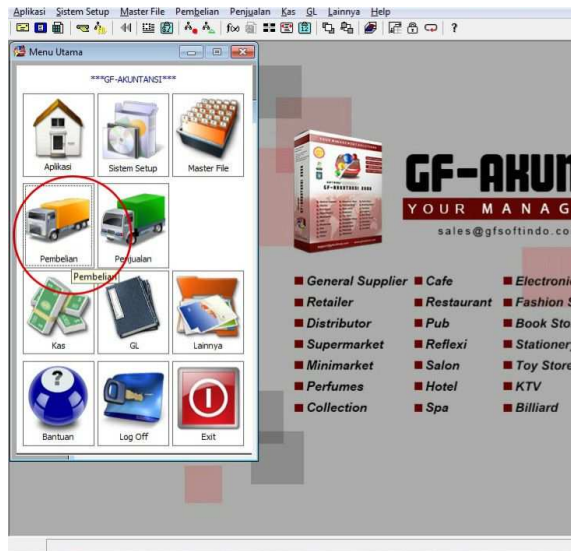 Aplikasi Sistem Setup Master File Pembelian Penjualan Kas GL Lainnya Help
Menu Utama
***GF-AKUNTANSI***
Aplikasi Sistem Setup Master File
Pembelian Penjualan
Pembelian
Kas GL Lainnya
Bantuan Log Off Exit
GF-AKUN
YOUR MANAG
sales@gfsoftindo.co
General Supplier Cafe Electroni
Retailer Restaurant Fashion S
Distributor Pub Book Sto
Supermarket Reflexi Stationery
Minimarket Salon Toy Store
Perfumes Hotel KTV
Collection Spa Billiard